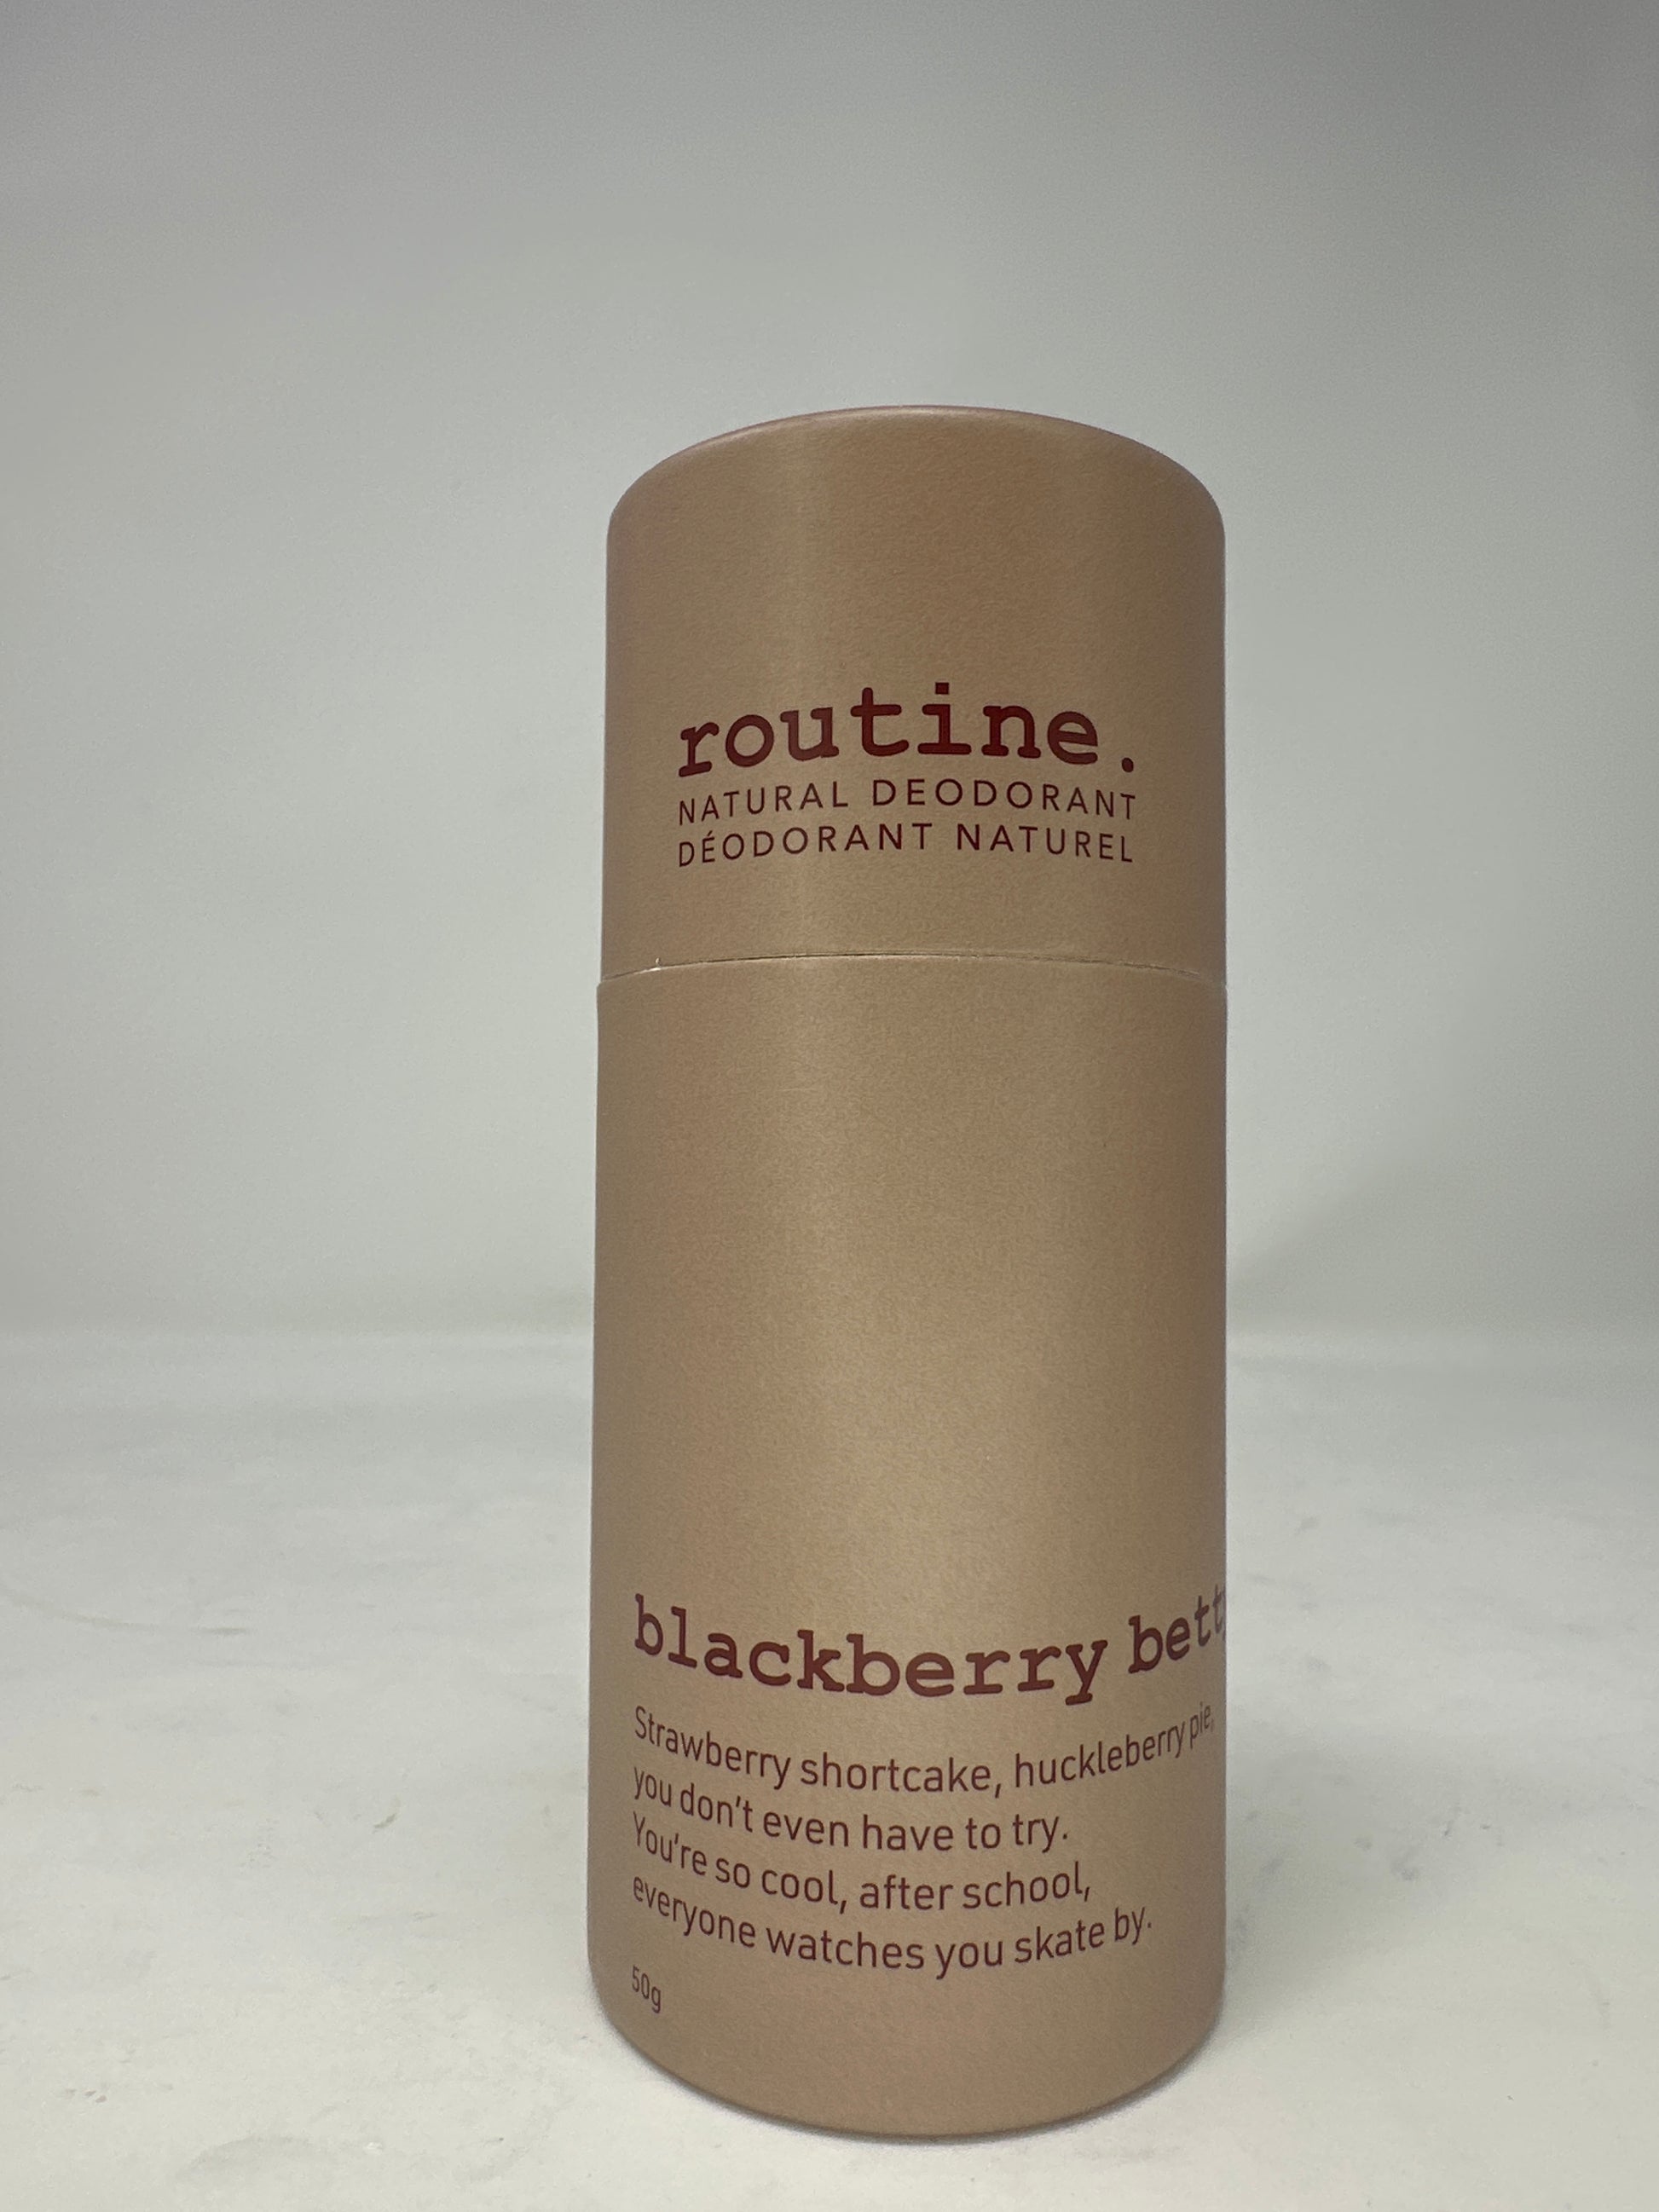 routine.
NATURAL DEODORANT
DÉODORANT NATUREL
blackberry betty
Strawberry shortcake, huckleberry pie,
you don't even have to try.
You're so cool, after school,
everyone watches you skate by.
50g